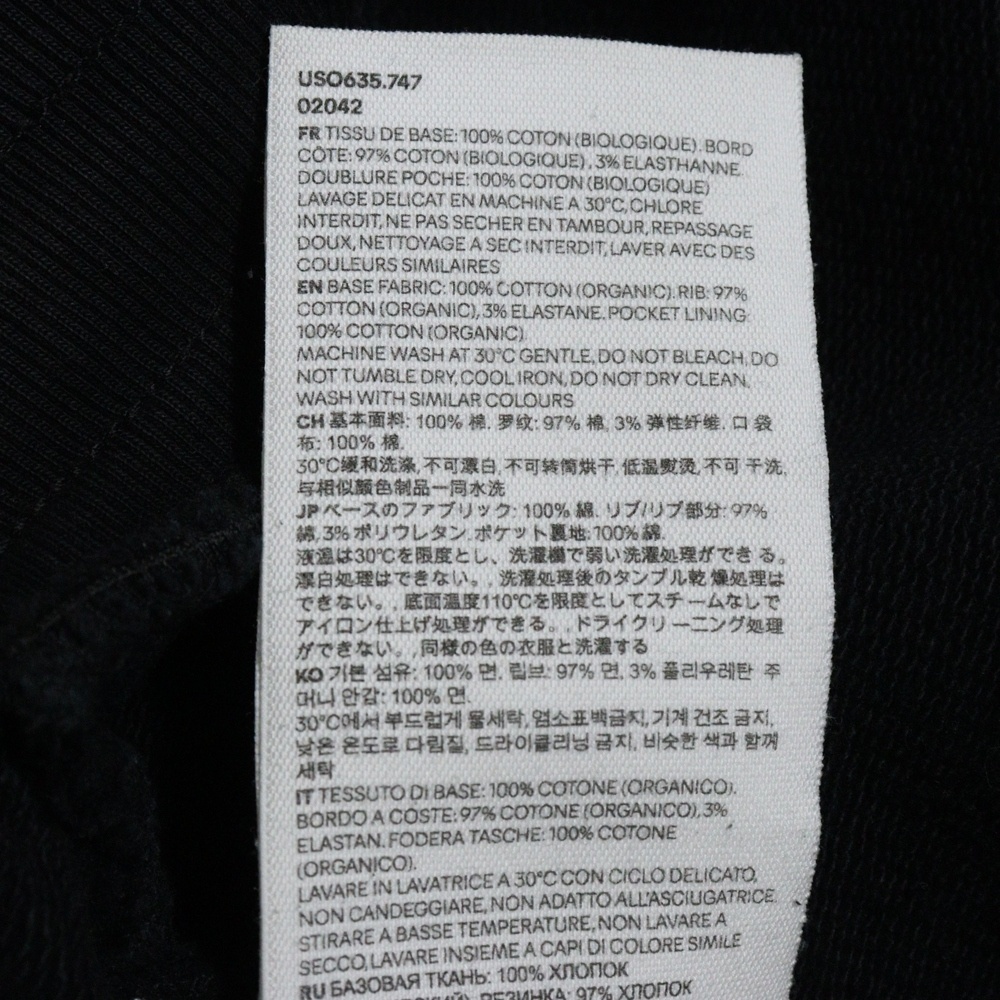 USO635.747
02042
FR TISSU DE BASE: 100% COTON (BIOLOGIQUE). BORD
CÔTE: 97% COTON (BIOLOGIQUE), 3% ELASTHANNE.
DOUBLURE POCHE: 100% COTON (BIOLOGIQUE)
LAVAGE DELICAT EN MACHINE A 30°C, CHLORE
INTERDIT, NE PAS SECHER EN TAMBOUR, REPASSAGE
DOUX, NETTOYAGE A SEC INTERDIT, LAVER AVEC DES
COULEURS SIMILAIRES
EN BASE FABRIC: 100% COTTON (ORGANIC). RIB: 97%
COTTON (ORGANIC), 3% ELASTANE. POCKET LINING:
100% COTTON (ORGANIC).
MACHINE WASH AT 30°C GENTLE, DO NOT BLEACH, DO
NOT TUMBLE DRY, COOL IRON, DO NOT DRY CLEAN,
WASH WITH SIMILAR COLOURS
CH 基本面料: 100% 棉. 罗纹: 97% 棉, 3% 弹性纤维. 口 袋
布: 100% 棉.
30°C缓和洗涤, 不可漂白, 不可转筒烘干, 低温熨烫, 不可 干洗,
与相似颜色制品一同水洗
JP ベースのファブリック: 100% 綿. リブ/リブ部分: 97%
綿, 3% ポリウレタン. ポケット裏地: 100% 綿.
液温は30℃を限度とし、洗濯機で弱い洗濯処理ができ る。
漂白処理はできない。, 洗濯処理後のタンブル乾 燥処理は
できない。, 底面温度110℃を限度としてスチ ームなしで
アイロン仕上げ処理ができる。, ドライクリ ーニング処理
ができない。, 同様の色の衣服と洗濯する
KO 기본 섬유: 100% 면. 립브: 97% 면, 3% 폴리우레탄 주
머니 안감: 100% 면.
30°C에서 부드럽게 물세탁, 염소표백금지, 기계 건조 금지,
낮은 온도로 다림질, 드라이클리닝 금지, 비슷한 색과 함께
세탁
IT TESSUTO DI BASE: 100% COTONE (ORGANICO).
BORDO A COSTE: 97% COTONE (ORGANICO), 3%
ELASTAN. FODERA TASCHE: 100% COTONE
(ORGANICO).
LAVARE IN LAVATRICE A 30°C CON CICLO DELICATO,
NON CANDEGGIARE, NON ADATTO ALL'ASCIUGATRICE,
STIRARE A BASSE TEMPERATURE, NON LAVARE A
SECCO, LAVARE INSIEME A CAPI DI COLORE SIMILE
RU БАЗОВАЯ ТКАНЬ: 100% ХЛОПОК
РЕЗИНКА: 97% ХЛОПОК